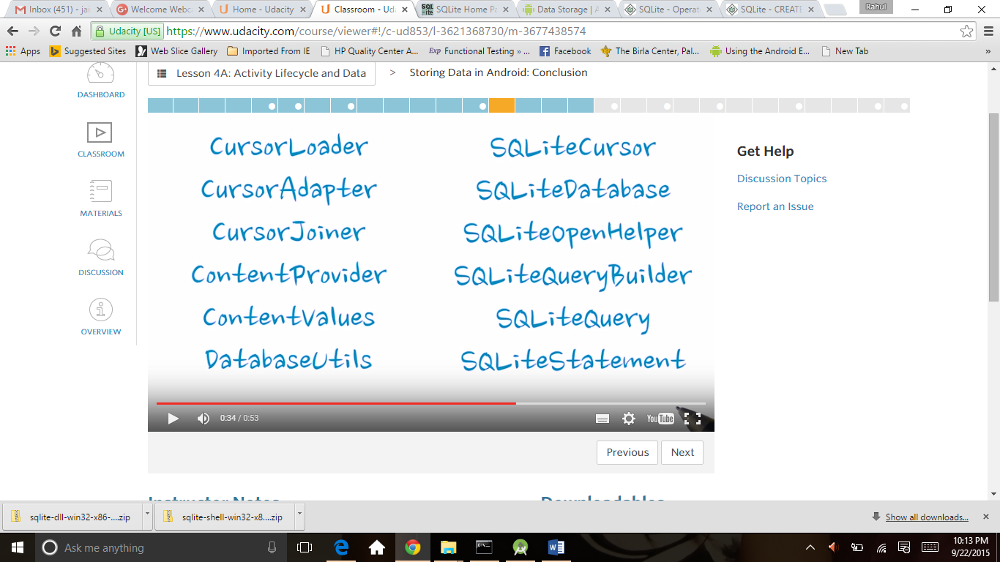 Inbox (451) - jai
Welcome Webc
Home - Udacity
Classroom - Uda
SQLite Home Pa
Data Storage | A
SQLite - Operat
SQLite - CREATE
Rahul
Udacity [US]
https://www.udacity.com/course/viewer#!/c-ud853/l-3621368730/m-3677438574
Apps
Suggested Sites
Web Slice Gallery
Imported From IE
HP Quality Center A...
Exp Functional Testing » ...
Facebook
The Birla Center, Pal...
Using the Android E...
New Tab
»
DASHBOARD
CLASSROOM
MATERIALS
DISCUSSION
OVERVIEW
Lesson 4A: Activity Lifecycle and Data > Storing Data in Android: Conclusion
CursorLoader
CursorAdapter
CursorJoiner
ContentProvider
ContentValues
DatabaseUtils
SQLiteCursor
SQLiteDatabase
SQLiteOpenHelper
SQLiteQueryBuilder
SQLiteQuery
SQLiteStatement
0:34 / 0:53
YouTube
Get Help
Discussion Topics
Report an Issue
Previous
Next
Instructor Notes
Downloadables
sqlite-dll-win32-x86-....zip
sqlite-shell-win32-x8....zip
Show all downloads...
Ask me anything
10:13 PM
9/22/2015